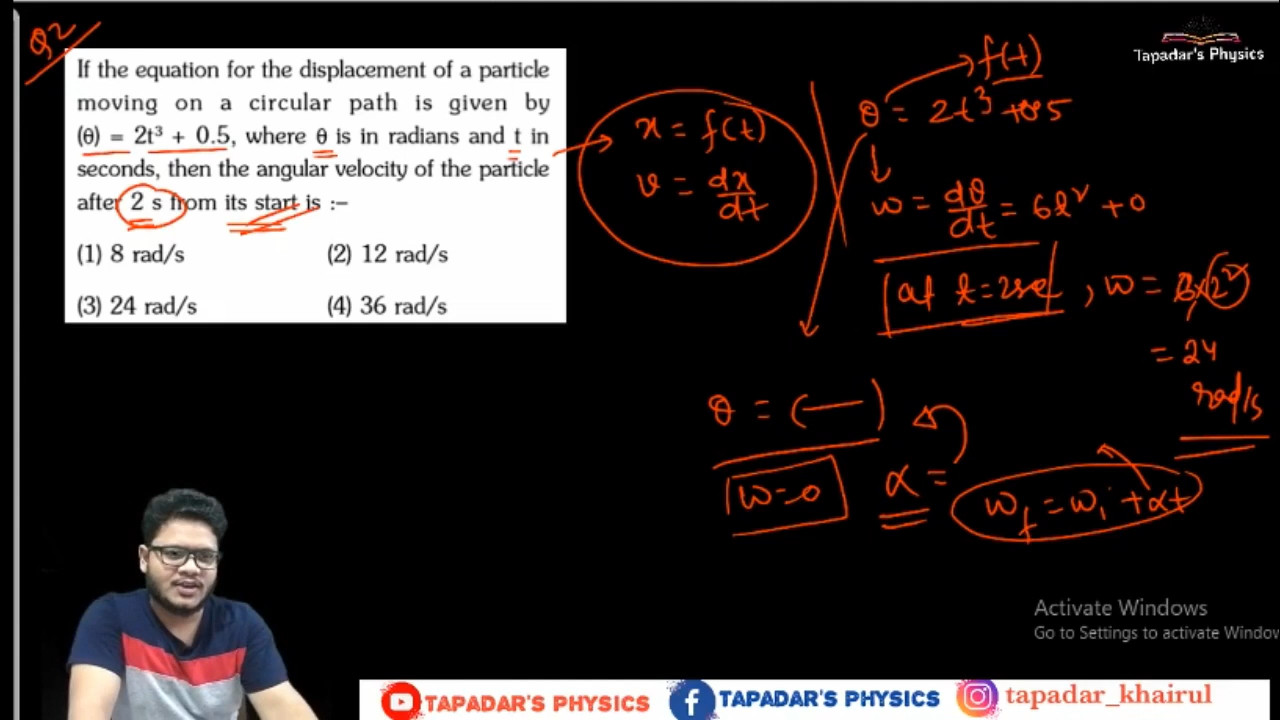 Q2
Tapadar's Physics
If the equation for the displacement of a particle
moving on a circular path is given by
(θ) = 2t³ + 0.5, where θ is in radians and t in
seconds, then the angular velocity of the particle
after 2 s from its start is :–
(1) 8 rad/s (2) 12 rad/s
(3) 24 rad/s (4) 36 rad/s
x = f(t)
v = dx/dt
f(t)
θ = 2t³ + 0.5
ω = dθ/dt = 6t² + 0
at t = 2sec, ω = 6×2²
= 24
rad/s
θ = (—)
ω=0 α =
ω_f = ω_i + αt
Activate Windows
Go to Settings to activate Window
TAPADAR'S PHYSICS TAPADAR'S PHYSICS tapadar_khairul